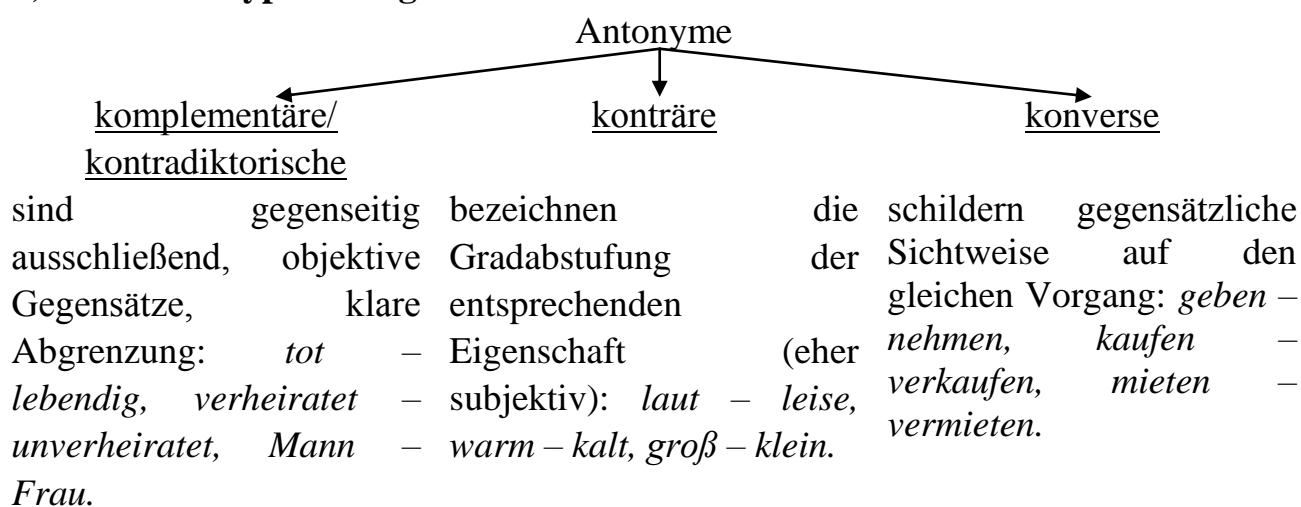 Antonyme
komplementäre/
kontradiktorische
sind gegenseitig
ausschließend, objektive
Gegensätze, klare
Abgrenzung: tot –
lebendig, verheiratet –
unverheiratet, Mann –
Frau.
konträre
bezeichnen die
Gradabstufung der
entsprechenden
Eigenschaft (eher
subjektiv): laut – leise,
warm – kalt, groß – klein.
konverse
schildern gegensätzliche
Sichtweise auf den
gleichen Vorgang: geben –
nehmen, kaufen –
verkaufen, mieten –
vermieten.